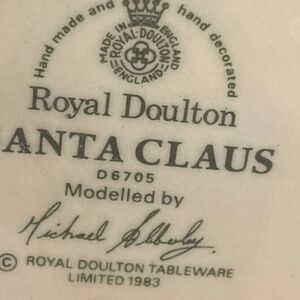 Hand made and hand decorated
MADE IN ENGLAND
ROYAL·DOULTON
ENGLAND
Royal Doulton
ANTA CLAUS
D6705
Modelled by
Michael Abberley
© ROYAL DOULTON TABLEWARE
LIMITED 1983